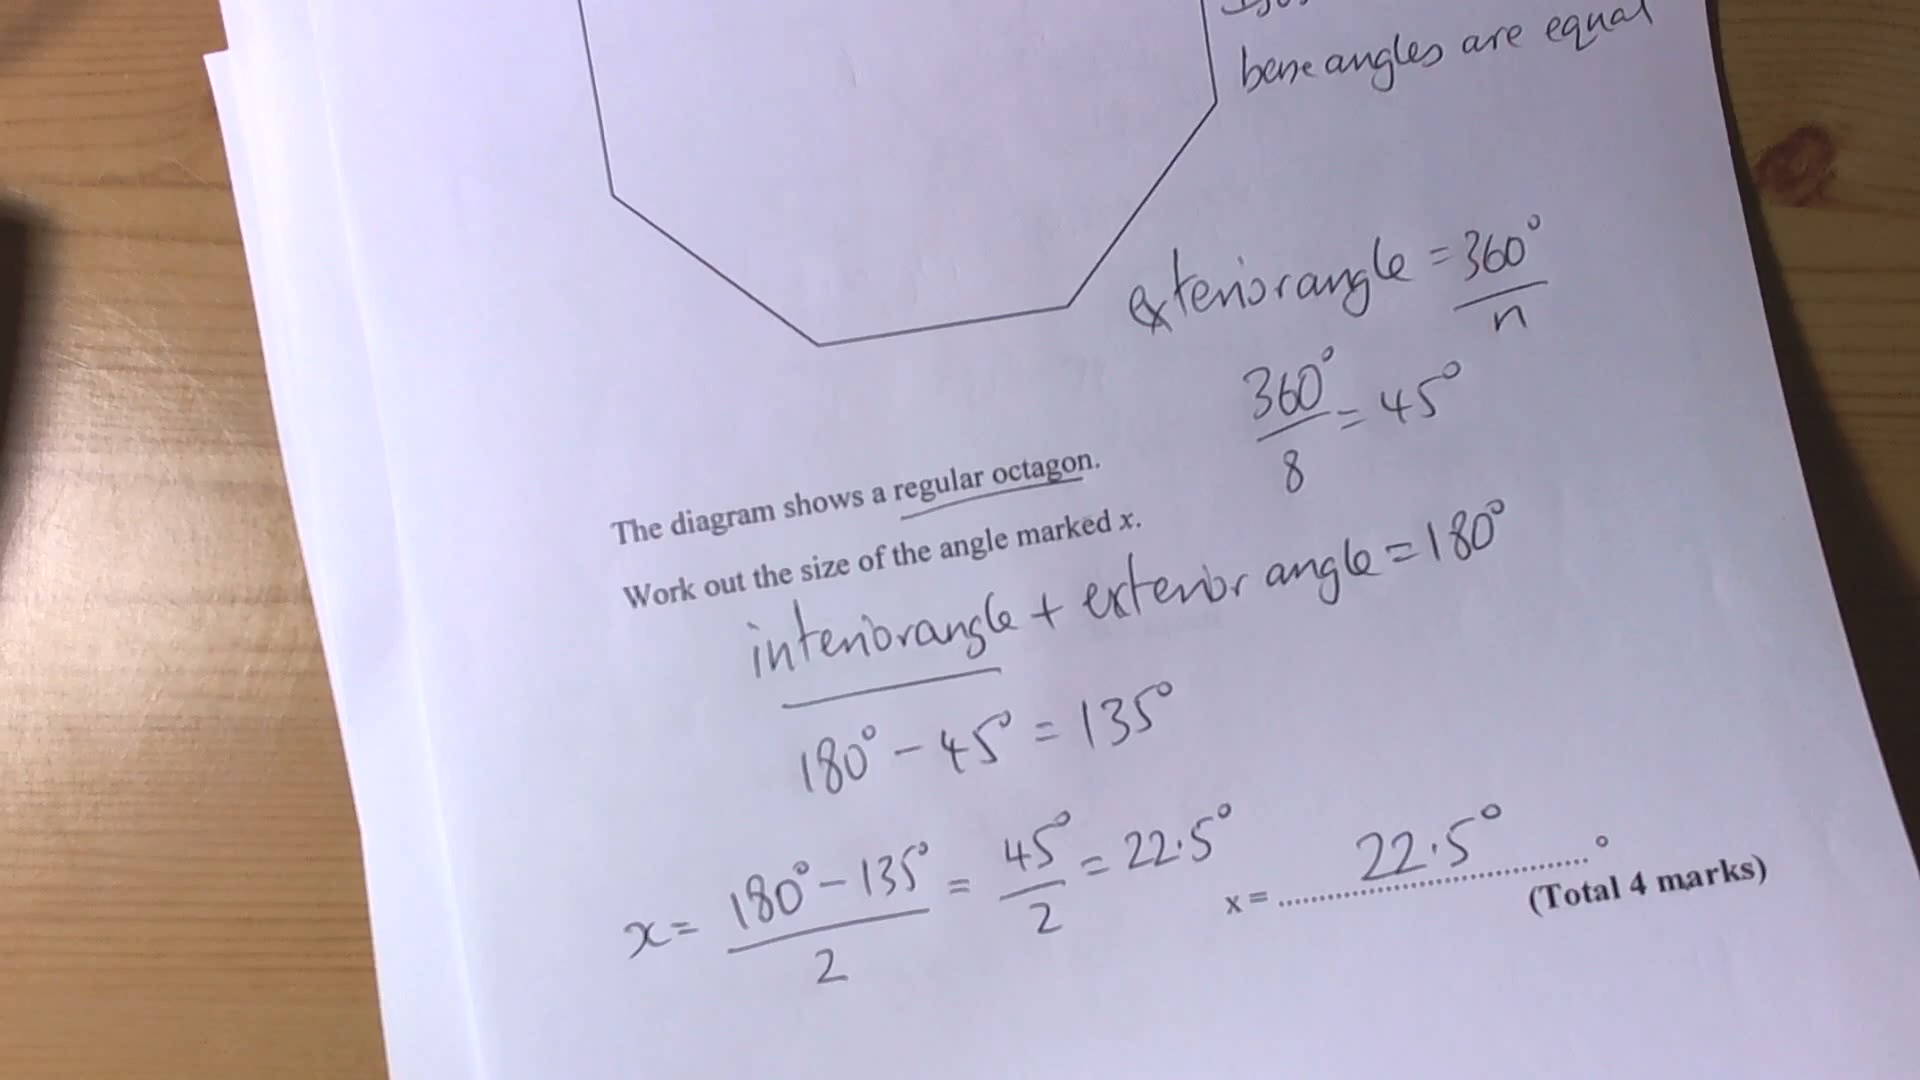 base angles are equal
exterior angle = 360°/n
360°/8 = 45°
The diagram shows a regular octagon.
Work out the size of the angle marked x.
interior angle + exterior angle = 180°
180° - 45° = 135°
x = 180° - 135°/2 = 45°/2 = 22.5°
x = 22.5° °
(Total 4 marks)